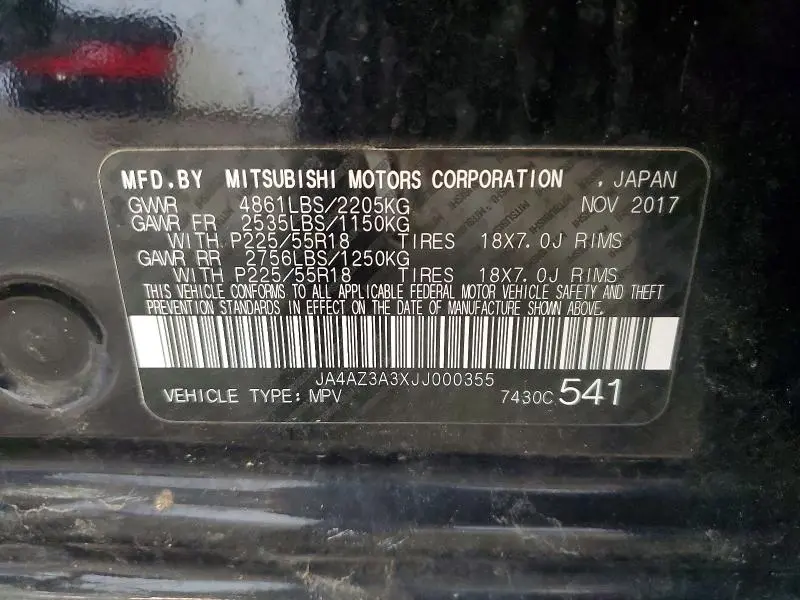 MFD.BY MITSUBISHI MOTORS CORPORATION , JAPAN
GVWR 4861LBS/2205KG NOV 2017
GAWR FR 2535LBS/1150KG
WITH P225/55R18 TIRES 18X7.0J RIMS
GAWR RR 2756LBS/1250KG
WITH P225/55R18 TIRES 18X7.0J RIMS
THIS VEHICLE CONFORMS TO ALL APPLICABLE FEDERAL MOTOR VEHICLE SAFETY AND THEFT
PREVENTION STANDARDS IN EFFECT ON THE DATE OF MANUFACTURE SHOWN ABOVE.
JA4AZ3A3XJJ000355
VEHICLE TYPE: MPV 7430C 541